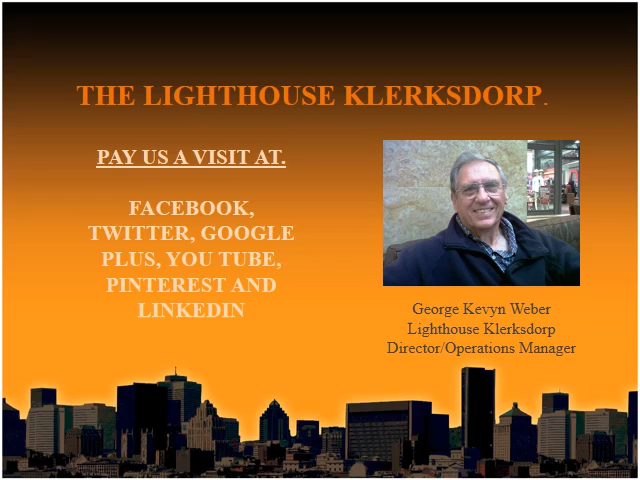 THE LIGHTHOUSE KLERKSDORP.
PAY US A VISIT AT.
FACEBOOK,
TWITTER, GOOGLE
PLUS, YOU TUBE,
PINTEREST AND
LINKEDIN
George Kevyn Weber
Lighthouse Klerksdorp
Director/Operations Manager